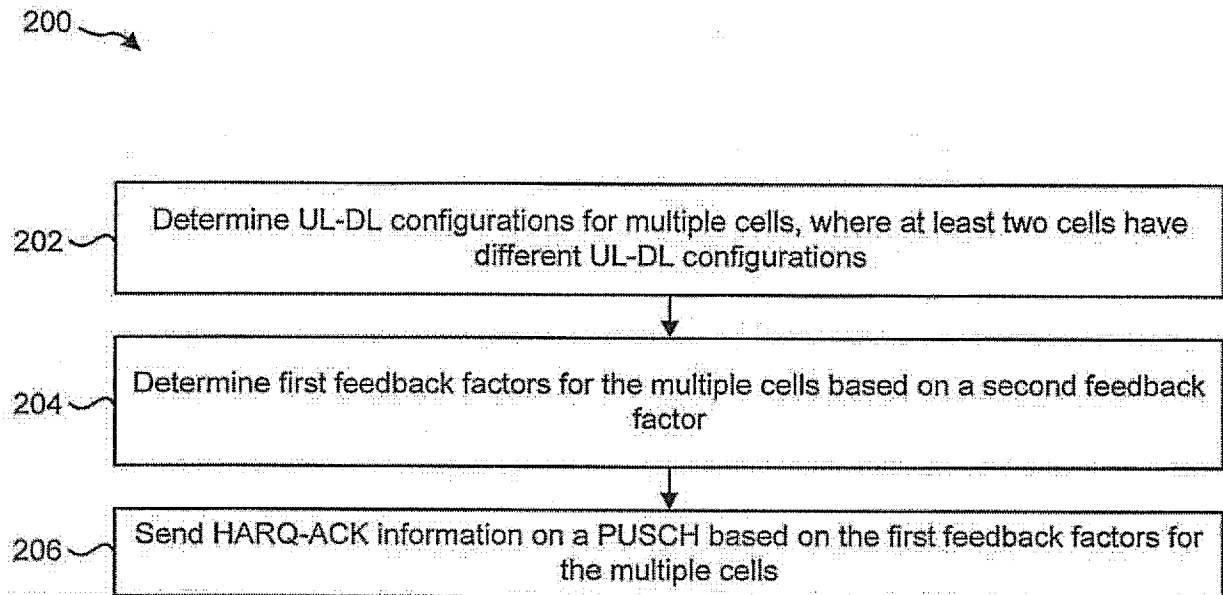 200
202
Determine UL-DL configurations for multiple cells, where at least two cells have
different UL-DL configurations
204
Determine first feedback factors for the multiple cells based on a second feedback
factor
206
Send HARQ-ACK information on a PUSCH based on the first feedback factors for
the multiple cells